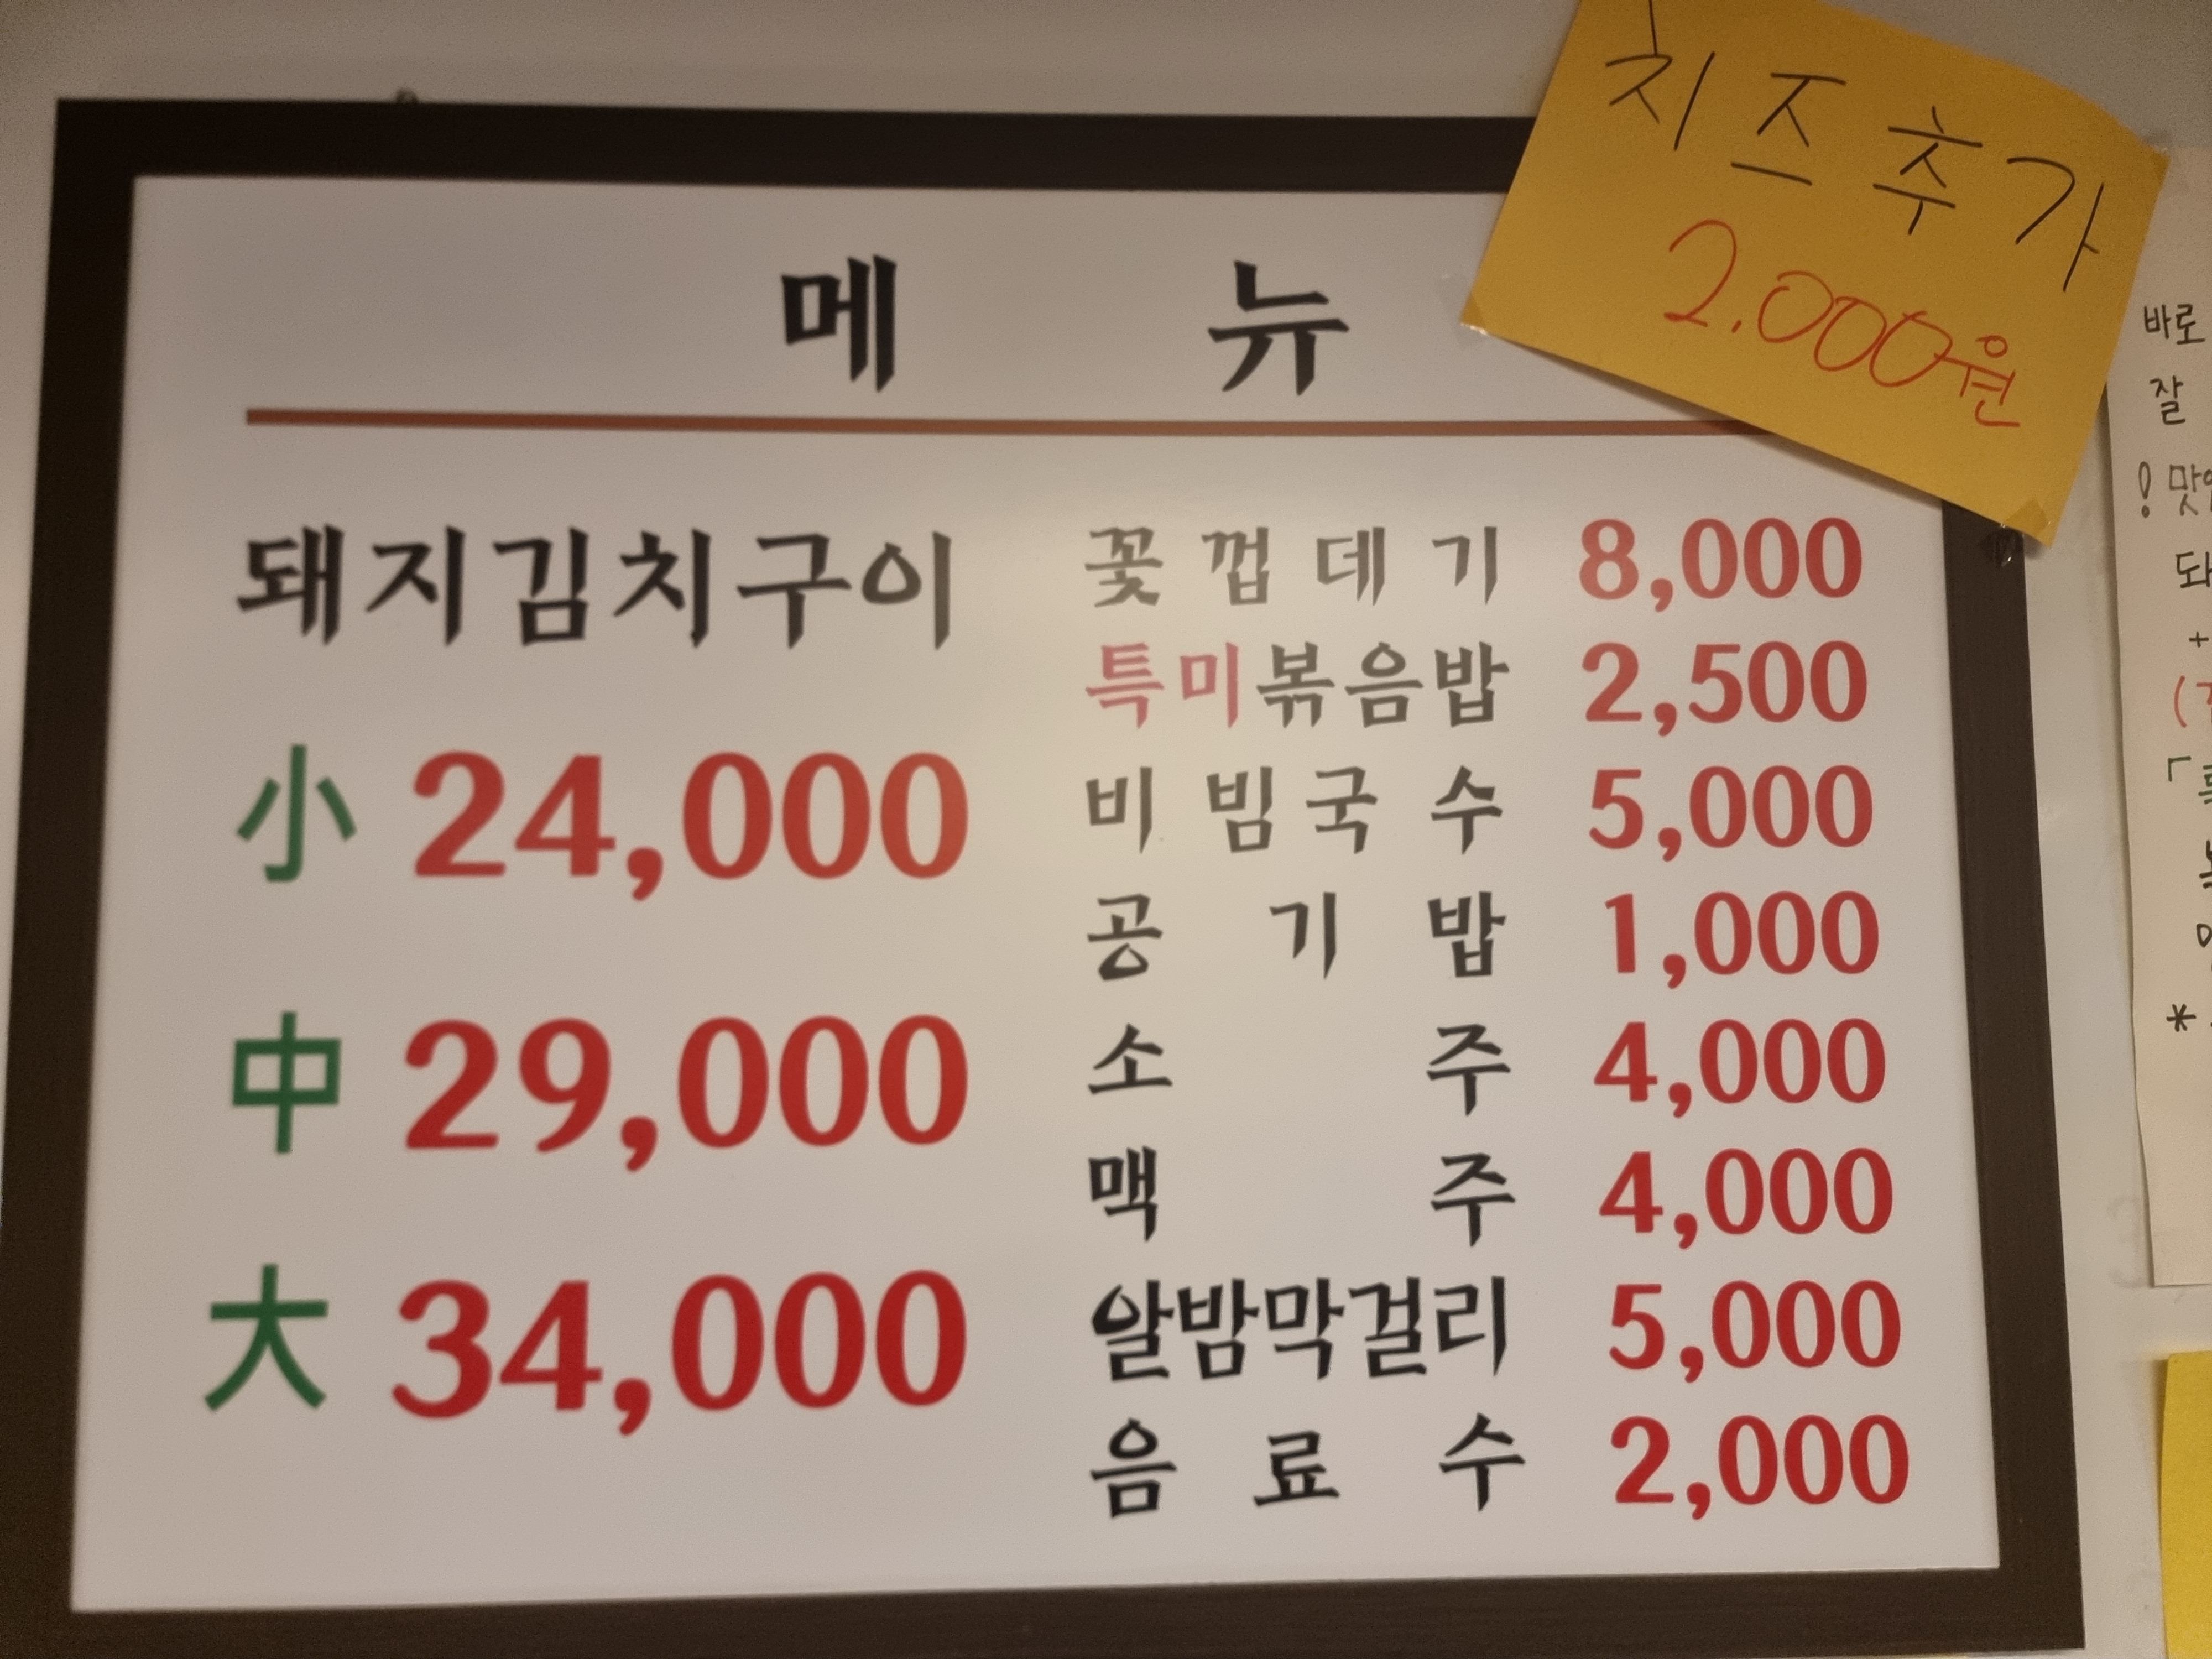 치즈추가
2.000원
메 뉴
돼지김치구이
小 24,000
中 29,000
大 34,000
꽃 껍 데 기 8,000
특미볶음밥 2,500
비 빔 국 수 5,000
공 기 밥 1,000
소 주 4,000
맥 주 4,000
알밤막걸리 5,000
음 료 수 2,000
바로
잘